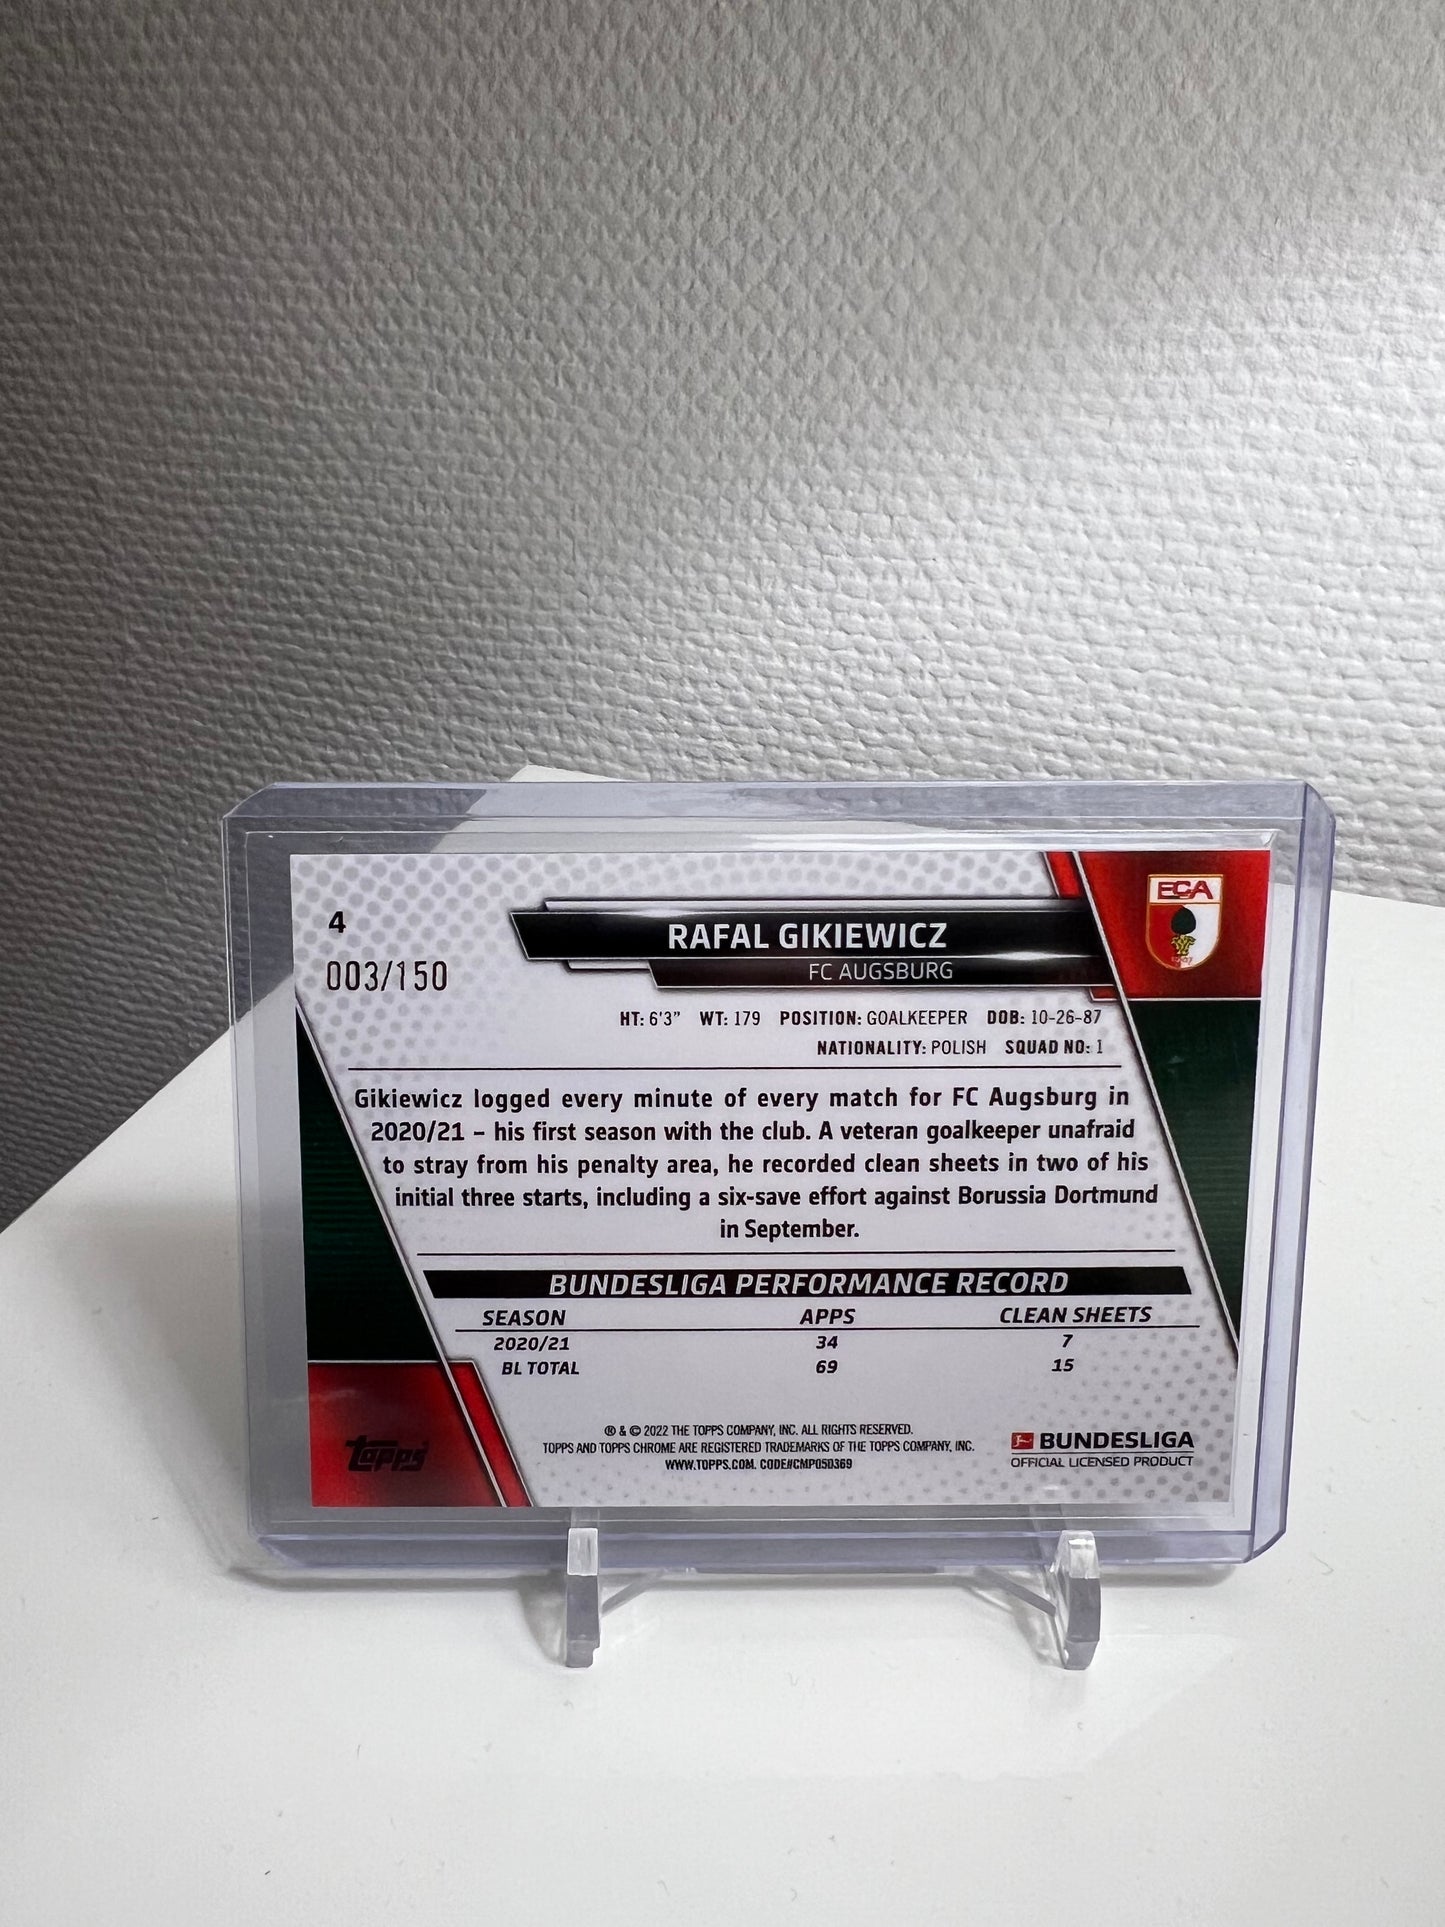 4
003/150
RAFAL GIKIEWICZ
FC AUGSBURG
FCA
HT: 6'3" WT: 179 POSITION: GOALKEEPER DOB: 10-26-87
NATIONALITY: POLISH SQUAD NO: 1
Gikiewicz logged every minute of every match for FC Augsburg in
2020/21 – his first season with the club. A veteran goalkeeper unafraid
to stray from his penalty area, he recorded clean sheets in two of his
initial three starts, including a six-save effort against Borussia Dortmund
in September.
BUNDESLIGA PERFORMANCE RECORD
SEASON APPS CLEAN SHEETS
2020/21 34 7
BL TOTAL 69 15
® & © 2022 THE TOPPS COMPANY, INC. ALL RIGHTS RESERVED.
TOPPS AND TOPPS CHROME ARE REGISTERED TRADEMARKS OF THE TOPPS COMPANY, INC.
WWW.TOPPS.COM. CODE#CMP050369
topps
BUNDESLIGA
OFFICIAL LICENSED PRODUCT